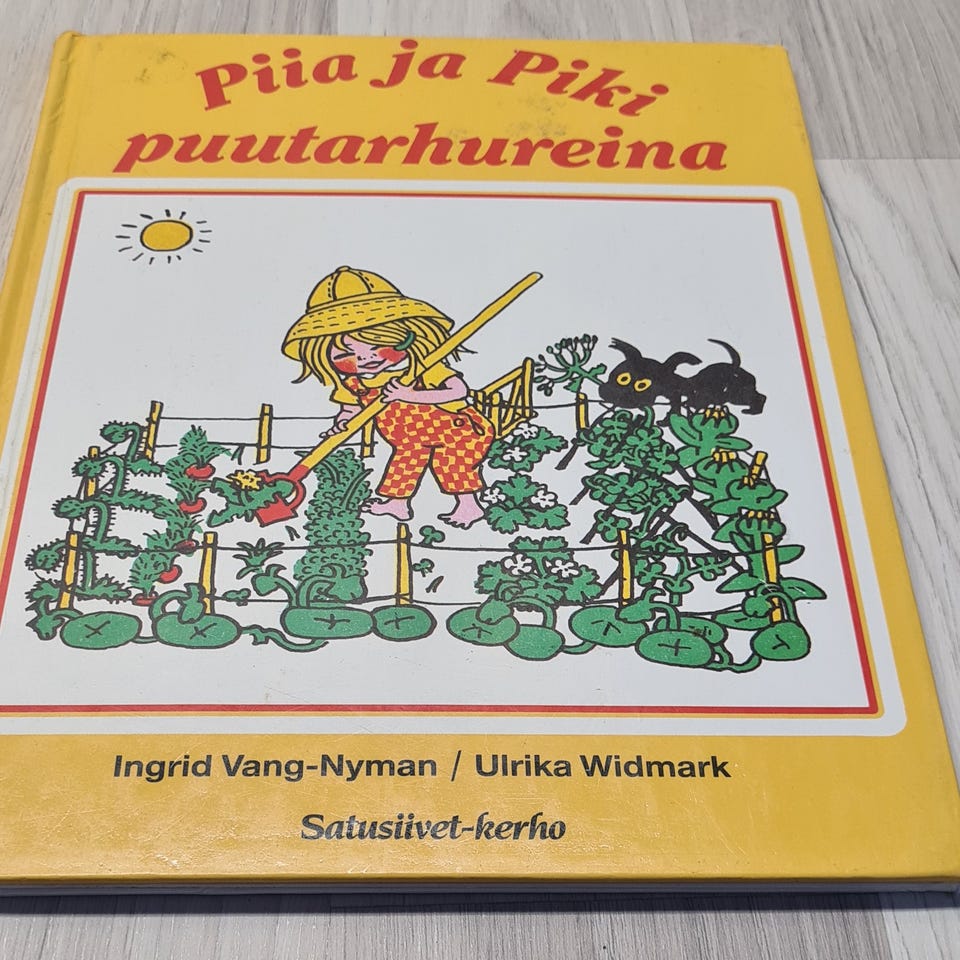 Piia ja Piki
puutarhureina
Ingrid Vang-Nyman / Ulrika Widmark
Satusiivet-kerho